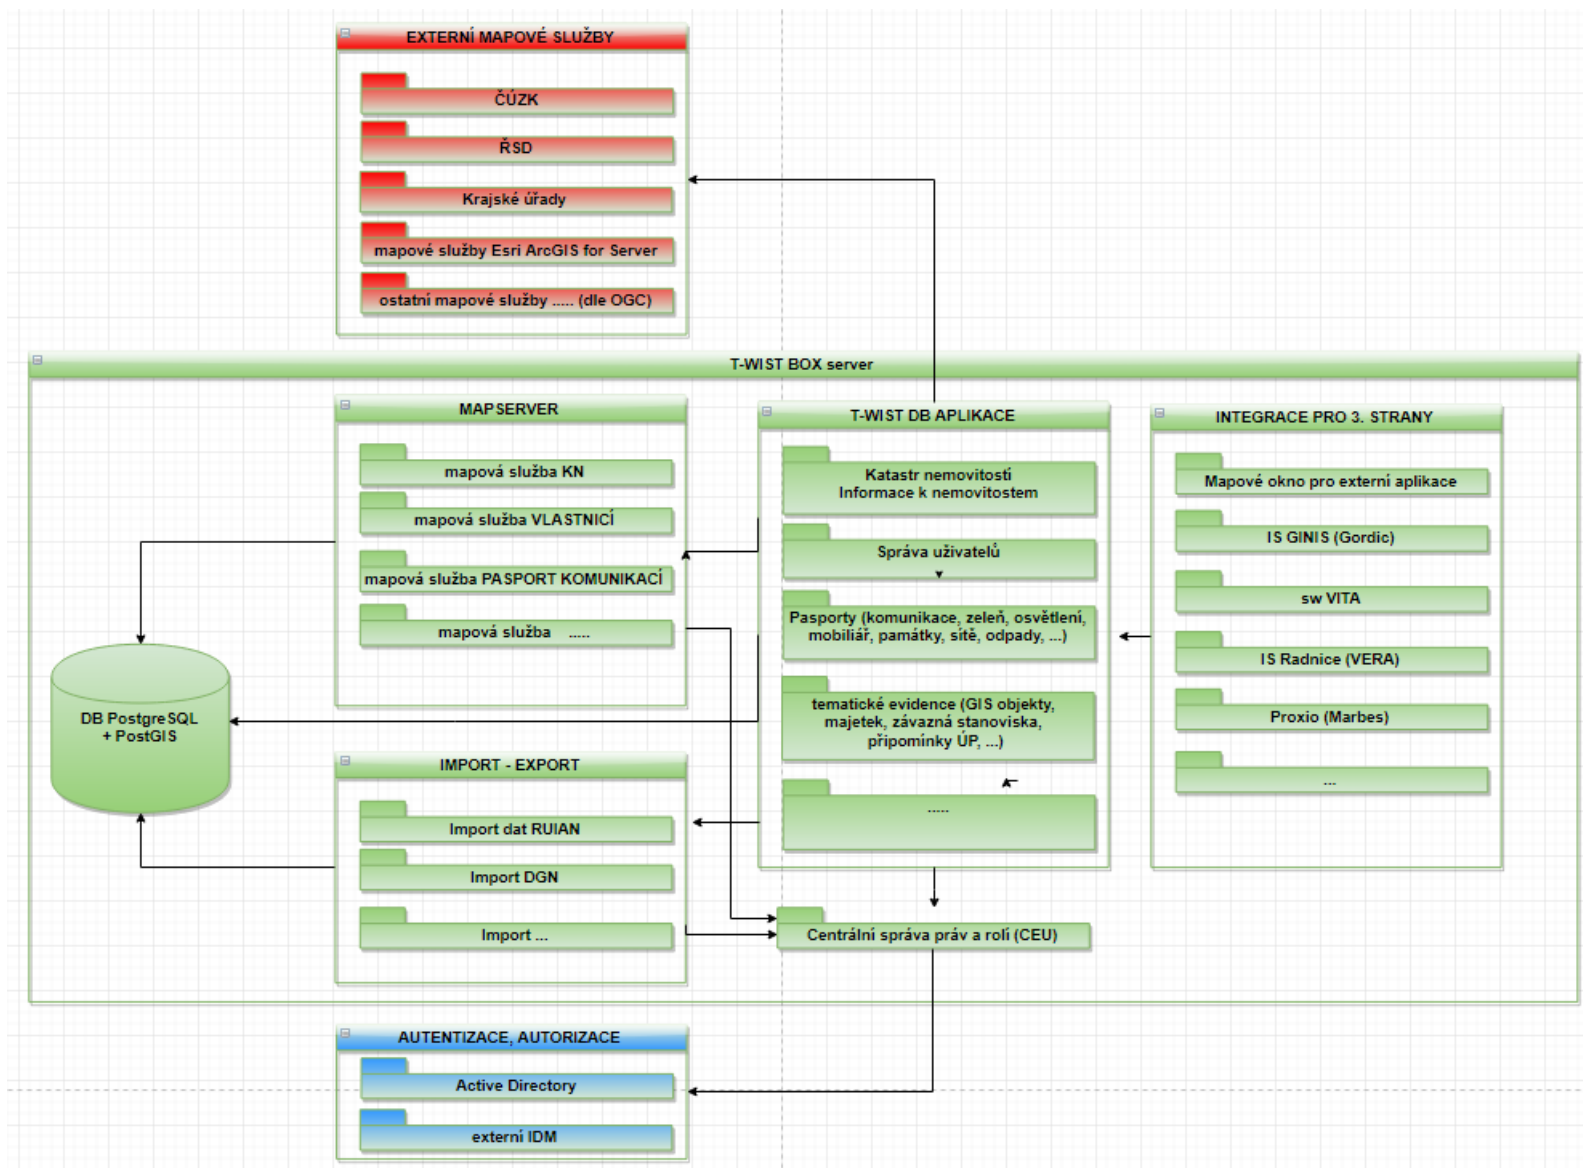 EXTERNÍ MAPOVÉ SLUŽBY
ČÚZK
ŘSD
Krajské úřady
mapové služby Esri ArcGIS for Server
ostatní mapové služby ..... (dle OGC)
T-WIST BOX server
MAPSERVER
mapová služba KN
mapová služba VLASTNICÍ
mapová služba PASPORT KOMUNIKACÍ
mapová služba .....
DB PostgreSQL
+ PostGIS
IMPORT - EXPORT
Import dat RUIAN
Import DGN
Import ...
T-WIST DB APLIKACE
Katastr nemovitostí
Informace k nemovitostem
Správa uživatelů
Pasporty (komunikace, zeleň, osvětlení,
mobiliář, památky, sítě, odpady, ...)
tematické evidence (GIS objekty,
majetek, závazná stanoviska,
připomínky ÚP, ...)
.....
Centrální správa práv a rolí (CEU)
INTEGRACE PRO 3. STRANY
Mapové okno pro externí aplikace
IS GINIS (Gordic)
sw VITA
IS Radnice (VERA)
Proxio (Marbes)
...
AUTENTIZACE, AUTORIZACE
Active Directory
externí IDM